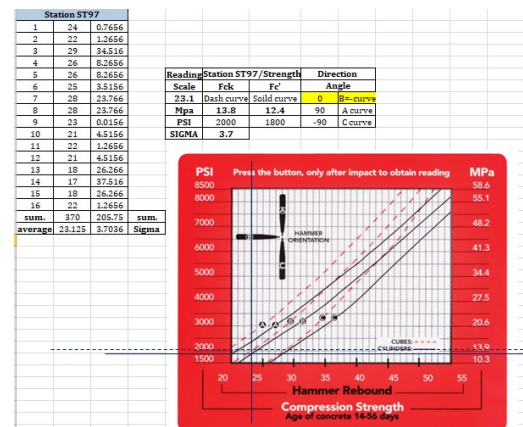 Station ST97
1 24 0.7656
2 22 1.2656
3 29 34.516
4 26 8.2656
5 26 8.2656
6 25 3.5156
7 28 23.766
8 28 23.766
9 23 0.0156
10 21 4.5156
11 22 1.2656
12 21 4.5156
13 18 26.266
14 17 37.516
15 18 26.266
16 22 1.2656
sum. 370 205.75 sum.
average 23.125 3.7036 Sigma
Reading Station ST97/Strength Direction
Scale Fck Fc' Angle
23.1 Dash curve Soild curve 0 B=-curve
Mpa 13.8 12.4 90 A curve
PSI 2000 1800 -90 C curve
SIGMA 3.7
PSI Press the button, only after impact to obtain reading MPa
8500 58.6
8000 55.1
7000 48.2
6000 41.3
5000 34.4
4000 27.5
3000 20.6
2000 13.9
1500 10.3
HAMMER
ORIENTATION
A
B
C
A A B B C C
CUBES
CYLINDERS
20 25 30 35 40 45 50 55
Hammer Rebound
Compression Strength
Age of concrete 14-56 days